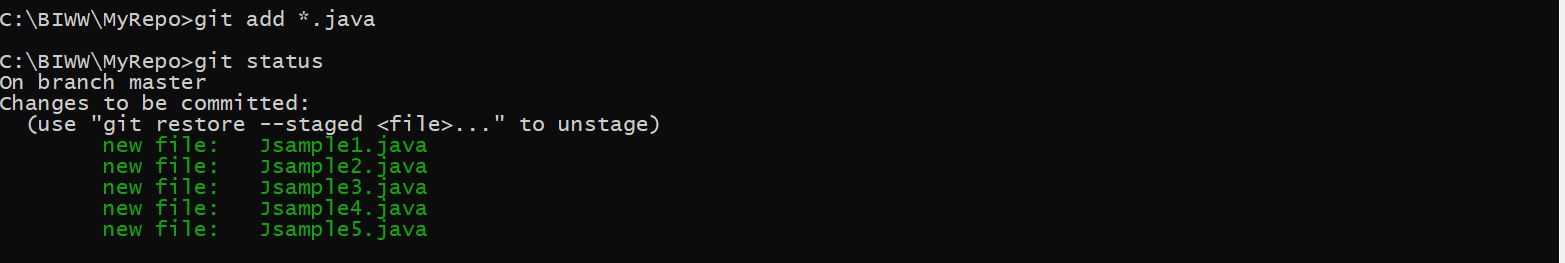 C:\BIWW\MyRepo>git add *.java
C:\BIWW\MyRepo>git status
On branch master
Changes to be committed:
  (use "git restore --staged <file>..." to unstage)
        new file:   Jsample1.java
        new file:   Jsample2.java
        new file:   Jsample3.java
        new file:   Jsample4.java
        new file:   Jsample5.java